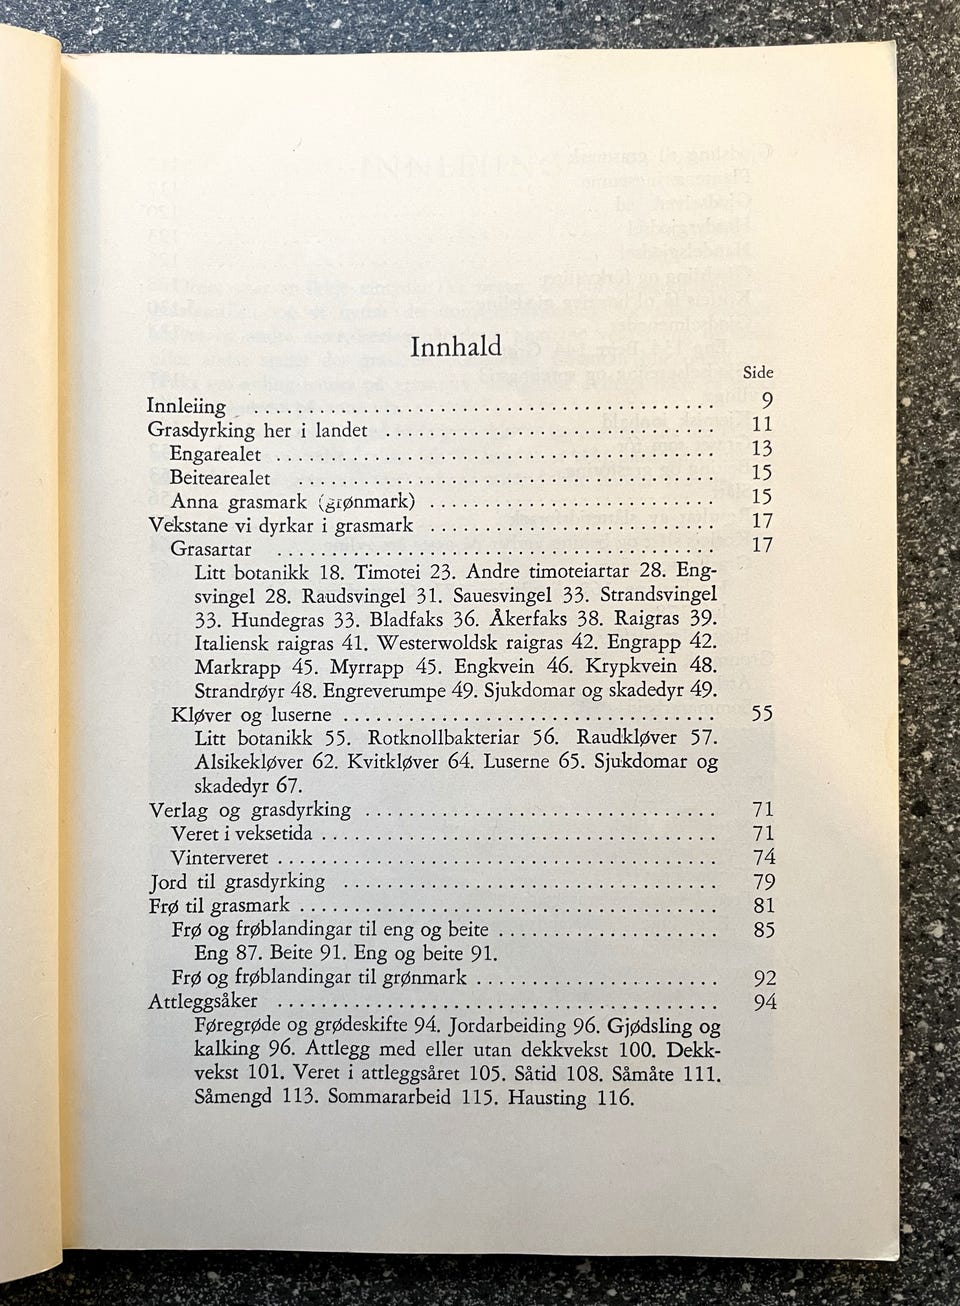 Innhald
Side
Innleiing ........................................ 9
Grasdyrking her i landet .............................. 11
Engarealet ........................................ 13
Beitearealet ...................................... 15
Anna grasmark (grønmark) .......................... 15
Vekstane vi dyrkar i grasmark .......................... 17
Grasartar ........................................ 17
Litt botanikk 18. Timotei 23. Andre timoteiartar 28. Eng-
svingel 28. Raudsvingel 31. Sauesvingel 33. Strandsvingel
33. Hundegras 33. Bladfaks 36. Åkerfaks 38. Raigras 39.
Italiensk raigras 41. Westerwoldsk raigras 42. Engrapp 42.
Markrapp 45. Myrrapp 45. Engkvein 46. Krypkvein 48.
Strandrøyr 48. Engreverumpe 49. Sjukdomar og skadedyr 49.
Kløver og luserne .................................. 55
Litt botanikk 55. Rotknollbakteriar 56. Raudkløver 57.
Alsikekløver 62. Kvitkløver 64. Luserne 65. Sjukdomar og
skadedyr 67.
Verlag og grasdyrking ................................ 71
Veret i veksetida .................................... 71
Vinterveret ........................................ 74
Jord til grasdyrking .................................. 79
Frø til grasmark ...................................... 81
Frø og frøblandingar til eng og beite .................... 85
Eng 87. Beite 91. Eng og beite 91.
Frø og frøblandingar til grønmark ...................... 92
Attleggsåker ........................................ 94
Føregrøde og grødeskifte 94. Jordarbeiding 96. Gjødsling og
kalking 96. Attlegg med eller utan dekkvekst 100. Dekk-
vekst 101. Veret i attleggsåret 105. Såtid 108. Såmåte 111.
Såmengd 113. Sommararbeid 115. Hausting 116.